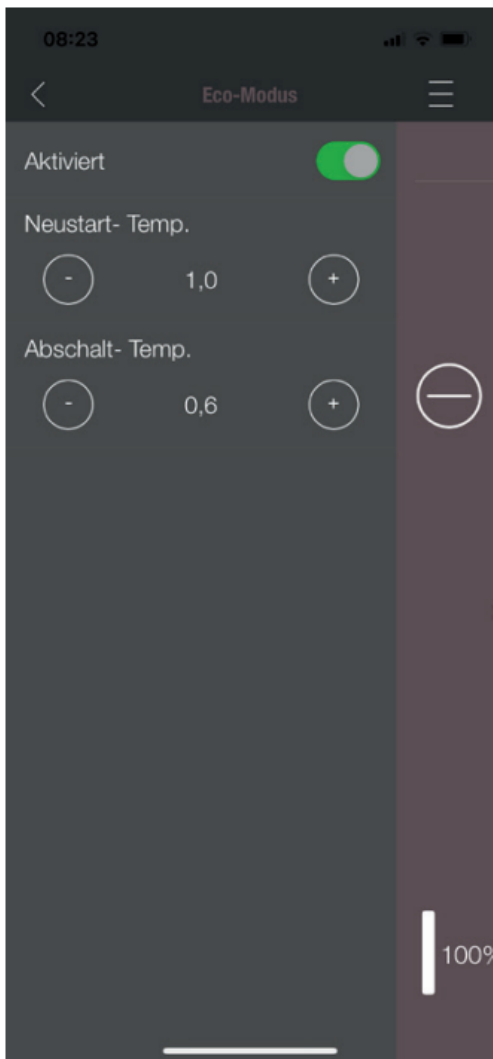 08:23
Eco-Modus
Aktiviert
Neustart- Temp.
- 1,0 +
Abschalt- Temp.
- 0,6 +
100%